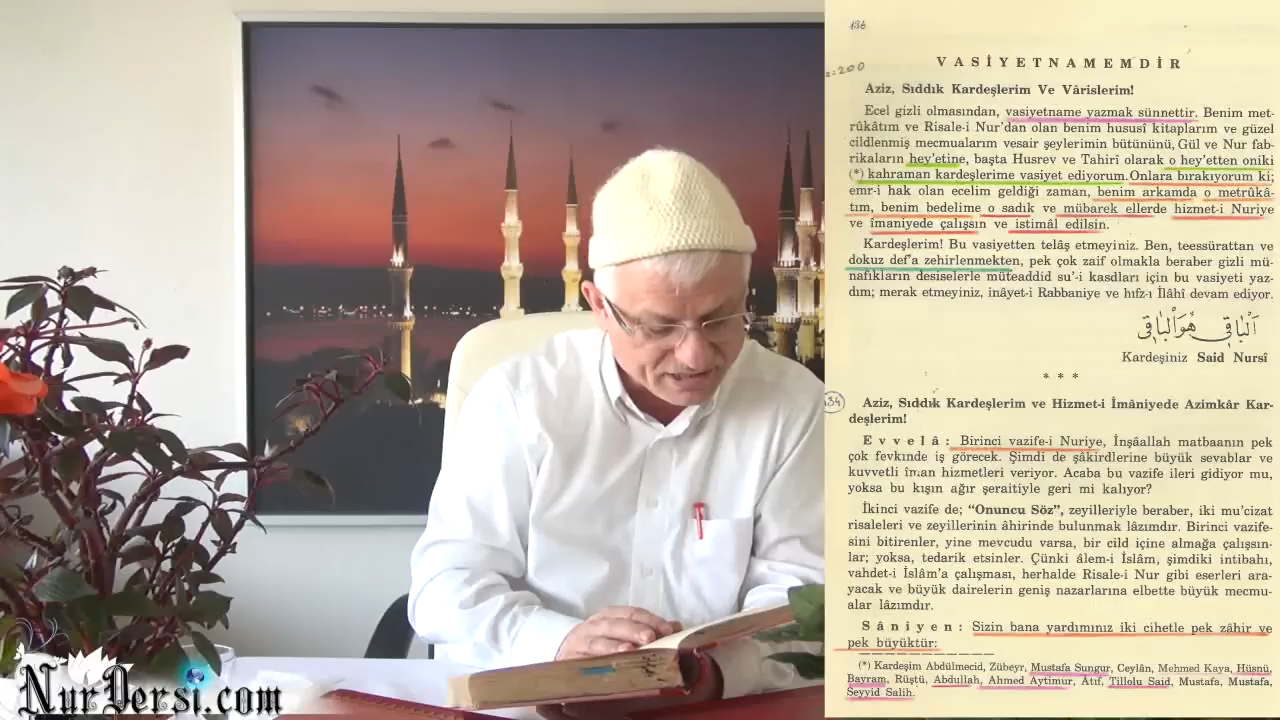 136
=200
VASİYETNAMEMDİR
Aziz, Sıddık Kardeşlerim Ve Vârislerim!
Ecel gizli olmasından, vasiyetname yazmak sünnettir. Benim met-
rûkâtım ve Risale-i Nur'dan olan benim hususî kitaplarım ve güzel
cildlenmiş mecmualarım vesair şeylerimin bütününü, Gül ve Nur fab-
rikaların hey'etine, başta Husrev ve Tahirî olarak o hey'etten oniki
(*) kahraman kardeşlerime vasiyet ediyorum. Onlara bırakıyorum ki;
emr-i hak olan ecelim geldiği zaman, benim arkamda o metrûkâ-
tım, benim bedelime o sadık ve mübarek ellerde hizmet-i Nuriye
ve îmaniyede çalışsın ve istimâl edilsin.
Kardeşlerim! Bu vasiyetten telâş etmeyiniz. Ben, teessürattan ve
dokuz def'a zehirlenmekten, pek çok zaif olmakla beraber gizli mü-
nafıkların desiselerle müteaddid su'-i kasdları için bu vasiyeti yaz-
dım; merak etmeyiniz, inâyet-i Rabbaniye ve hıfz-ı İlâhî devam ediyor.
اَلْبَاقِى هُوَ الْبَاقِى
Kardeşiniz Said Nursî
* * *
134
Aziz, Sıddık Kardeşlerim ve Hizmet-i İmâniyede Azimkâr Kar-
deşlerim!
Evvelâ: Birinci vazife-i Nuriye, İnşâallah matbaanın pek
çok fevkınde iş görecek. Şimdi de şâkirdlerine büyük sevablar ve
kuvvetli îman hizmetleri veriyor. Acaba bu vazife ileri gidiyor mu,
yoksa bu kışın ağır şeraitiyle geri mi kalıyor?
İkinci vazife de; “Onuncu Söz”, zeyilleriyle beraber, iki mu'cizat
risaleleri ve zeyillerinin âhirinde bulunmak lâzımdır. Birinci vazife-
sini bitirenler, yine mevcudu varsa, bir cild içine almağa çalışsın-
lar; yoksa, tedarik etsinler. Çünki âlem-i İslâm, şimdiki intibahı,
vahdet-i İslâm'a çalışması, herhalde Risale-i Nur gibi eserleri ara-
yacak ve büyük dairelerin geniş nazarlarına elbette büyük mecmu-
alar lâzımdır.
Sâniyen: Sizin bana yardımınız iki cihetle pek zâhir ve
pek büyüktür:
(*) Kardeşim Abdülmecid, Zübeyr, Mustafa Sungur, Ceylân, Mehmed Kaya, Hüsnü,
Bayram, Rüştü, Abdullah, Ahmed Aytimur, Atıf, Tillolu Said, Mustafa, Mustafa,
Seyyid Salih.
NurDersi.com